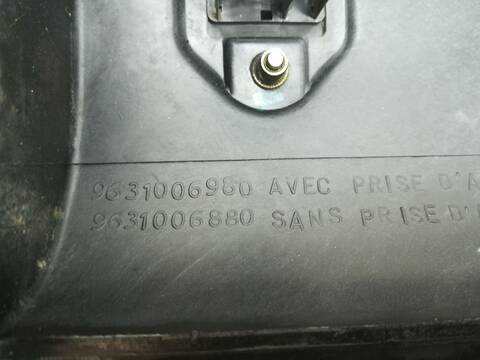 9631006980 AVEC PRISE D'A
9631006880 SANS PRISE D'